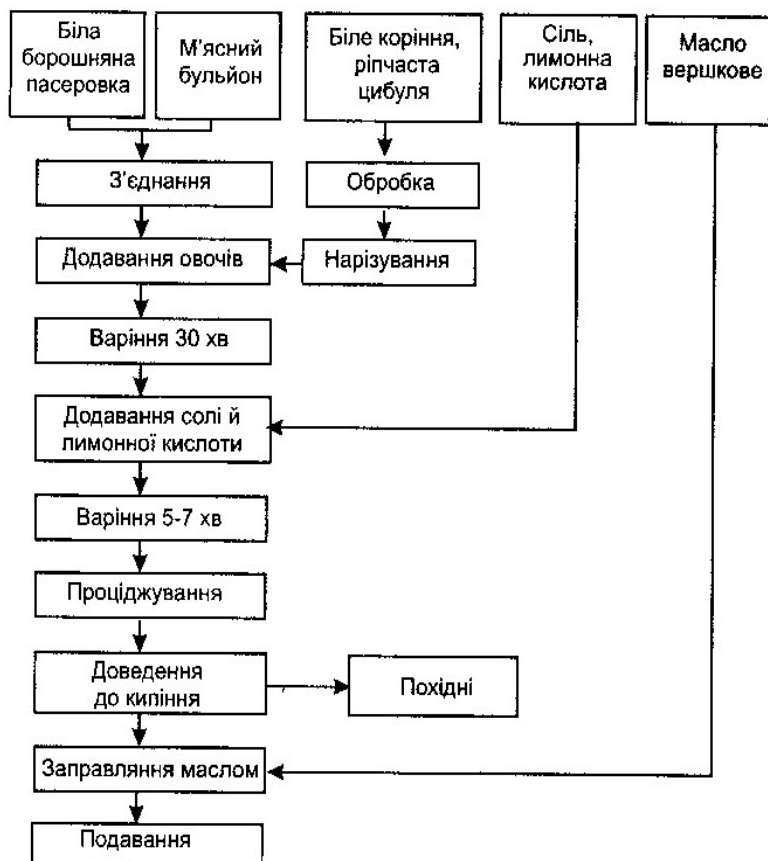 Біла
борошняна
пасеровка
М'ясний
бульйон
Біле коріння,
ріпчаста
цибуля
Сіль,
лимонна
кислота
Масло
вершкове
З'єднання
Обробка
Додавання овочів
Нарізування
Варіння 30 хв
Додавання солі й
лимонної кислоти
Варіння 5-7 хв
Проціджування
Доведення
до кипіння
Похідні
Заправляння маслом
Подавання